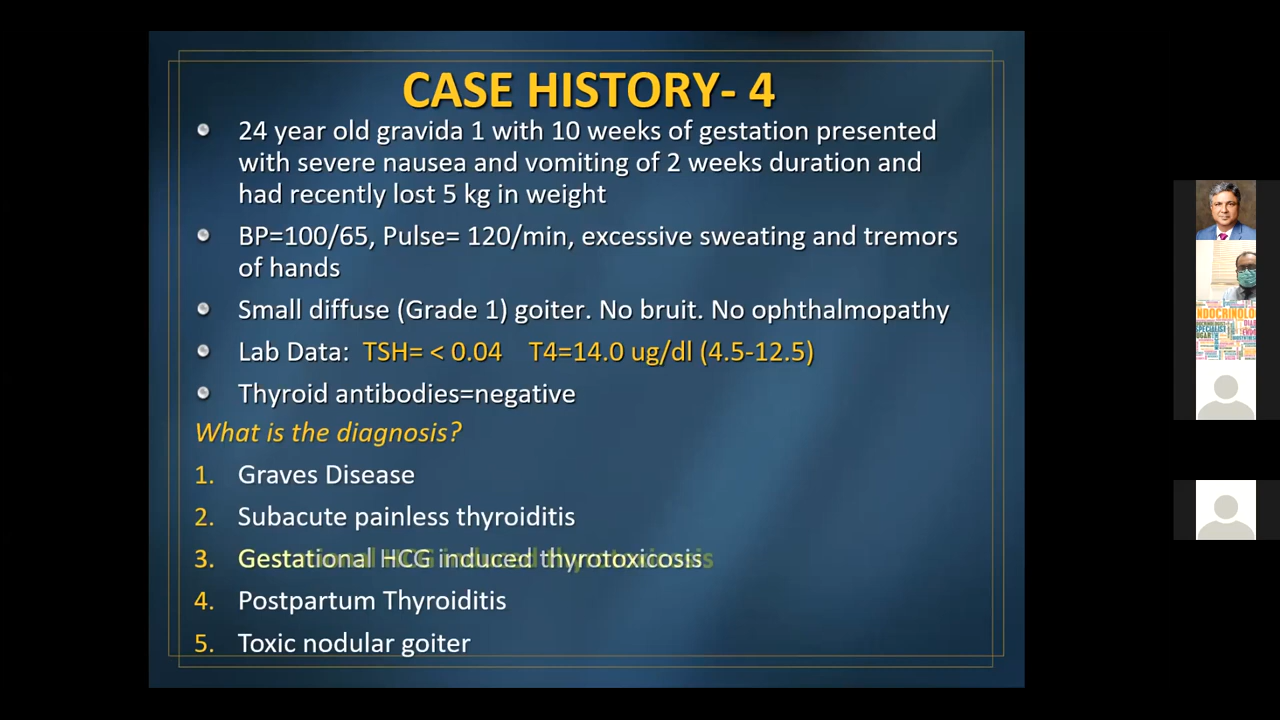 CASE HISTORY- 4
24 year old gravida 1 with 10 weeks of gestation presented
with severe nausea and vomiting of 2 weeks duration and
had recently lost 5 kg in weight
BP=100/65, Pulse= 120/min, excessive sweating and tremors
of hands
Small diffuse (Grade 1) goiter. No bruit. No ophthalmopathy
Lab Data: TSH= < 0.04 T4=14.0 ug/dl (4.5-12.5)
Thyroid antibodies=negative
What is the diagnosis?
1. Graves Disease
2. Subacute painless thyroiditis
3. Gestational HCG induced thyrotoxicosis
4. Postpartum Thyroiditis
5. Toxic nodular goiter